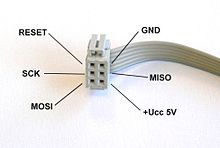 RESET
GND
SCK
MISO
MOSI
+Ucc 5V